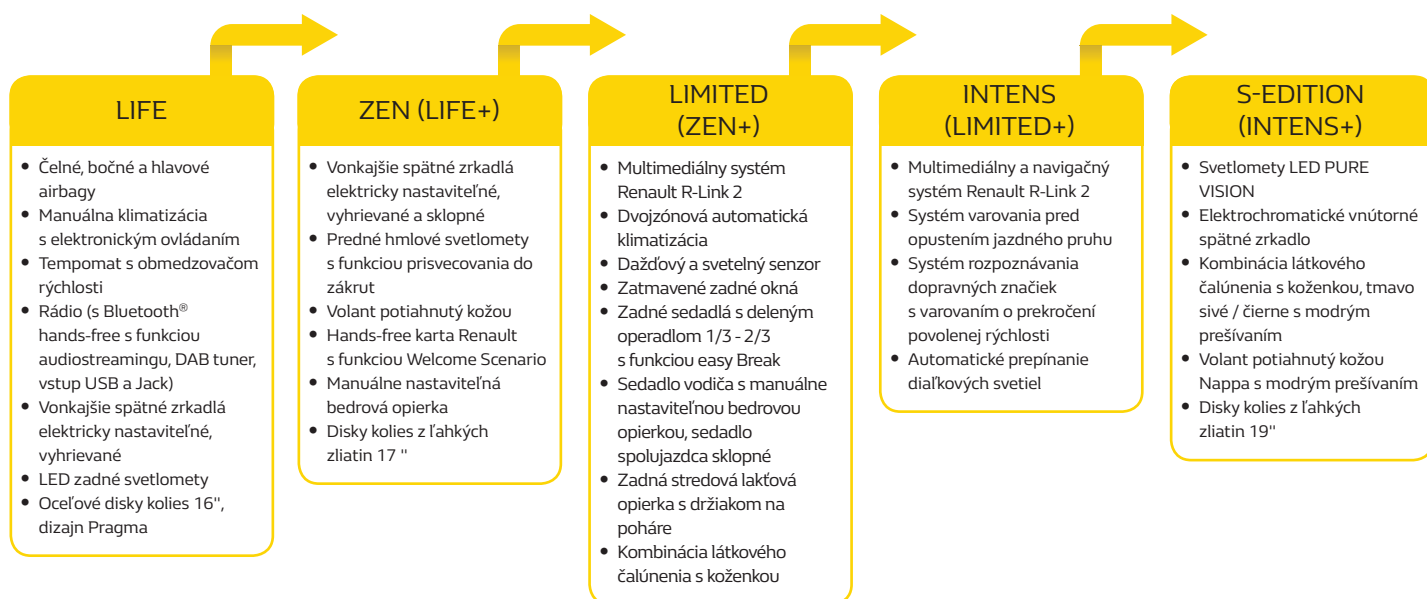 LIFE
Čelné, bočné a hlavové
airbagy
Manuálna klimatizácia
s elektronickým ovládaním
Tempomat s obmedzovačom
rýchlosti
Rádio (s Bluetooth®
hands-free s funkciou
audiostreamingu, DAB tuner,
vstup USB a Jack)
Vonkajšie spätné zrkadlá
elektricky nastaviteľné,
vyhrievané
LED zadné svetlomety
Oceľové disky kolies 16",
dizajn Pragma
ZEN (LIFE+)
Vonkajšie spätné zrkadlá
elektricky nastaviteľné,
vyhrievané a sklopné
Predné hmlové svetlomety
s funkciou prisvecovania do
zákrut
Volant potiahnutý kožou
Hands-free karta Renault
s funkciou Welcome Scenario
Manuálne nastaviteľná
bedrová opierka
Disky kolies z ľahkých
zliatin 17 "
LIMITED
(ZEN+)
Multimediálny systém
Renault R-Link 2
Dvojzónová automatická
klimatizácia
Dažďový a svetelný senzor
Zatmavené zadné okná
Zadné sedadlá s deleným
operadlom 1/3 - 2/3
s funkciou easy Break
Sedadlo vodiča s manuálne
nastaviteľnou bedrovou
opierkou, sedadlo
spolujazdca sklopné
Zadná stredová lakťová
opierka s držiakom na
poháre
Kombinácia látkového
čalúnenia s koženkou
INTENS
(LIMITED+)
Multimediálny a navigačný
systém Renault R-Link 2
Systém varovania pred
opustením jazdného pruhu
Systém rozpoznávania
dopravných značiek
s varovaním o prekročení
povolenej rýchlosti
Automatické prepínanie
diaľkových svetiel
S-EDITION
(INTENS+)
Svetlomety LED PURE
VISION
Elektrochromatické vnútorné
spätné zrkadlo
Kombinácia látkového
čalúnenia s koženkou, tmavo
sivé / čierne s modrým
prešívaním
Volant potiahnutý kožou
Nappa s modrým prešívaním
Disky kolies z ľahkých
zliatin 19"